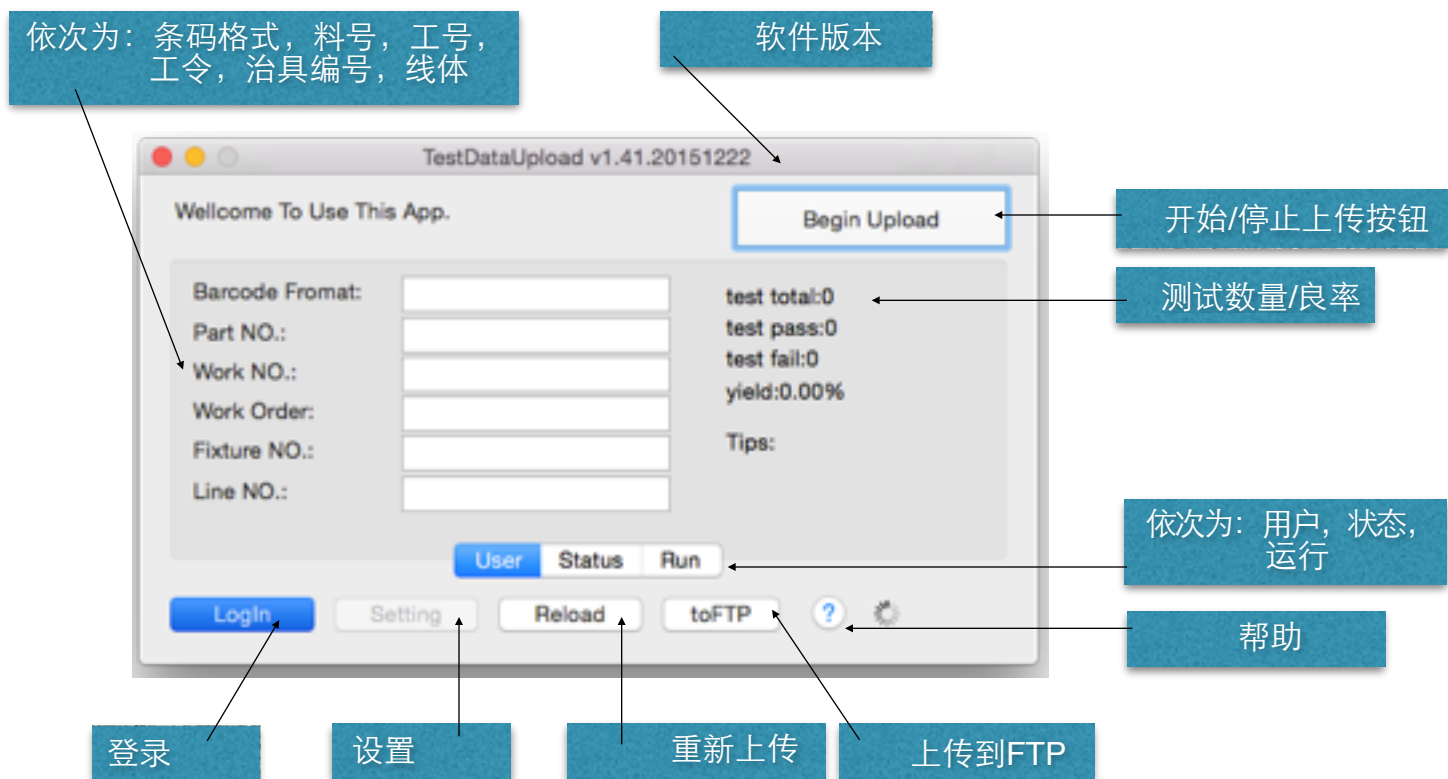 依次为：条码格式，料号，工号，
工令，治具编号，线体
软件版本
TestDataUpload v1.41.20151222
Wellcome To Use This App.
Begin Upload
开始/停止上传按钮
Barcode Fromat:
Part NO.:
Work NO.:
Work Order:
Fixture NO.:
Line NO.:
test total:0
test pass:0
test fail:0
yield:0.00%
Tips:
测试数量/良率
User Status Run
依次为：用户，状态，
运行
LogIn Setting Reload toFTP ?
帮助
登录
设置
重新上传
上传到FTP